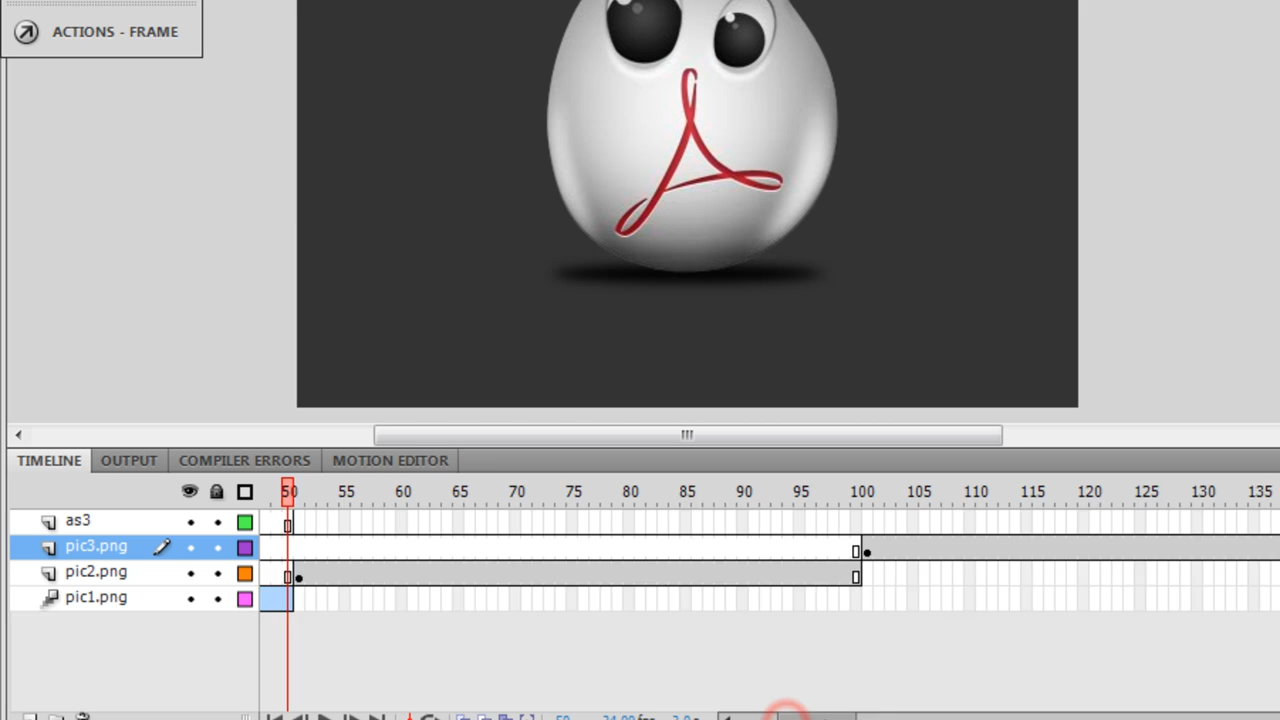 ACTIONS - FRAME
TIMELINE OUTPUT COMPILER ERRORS MOTION EDITOR
50 55 60 65 70 75 80 85 90 95 100 105 110 115 120 125 130 135
as3
pic3.png
pic2.png
pic1.png